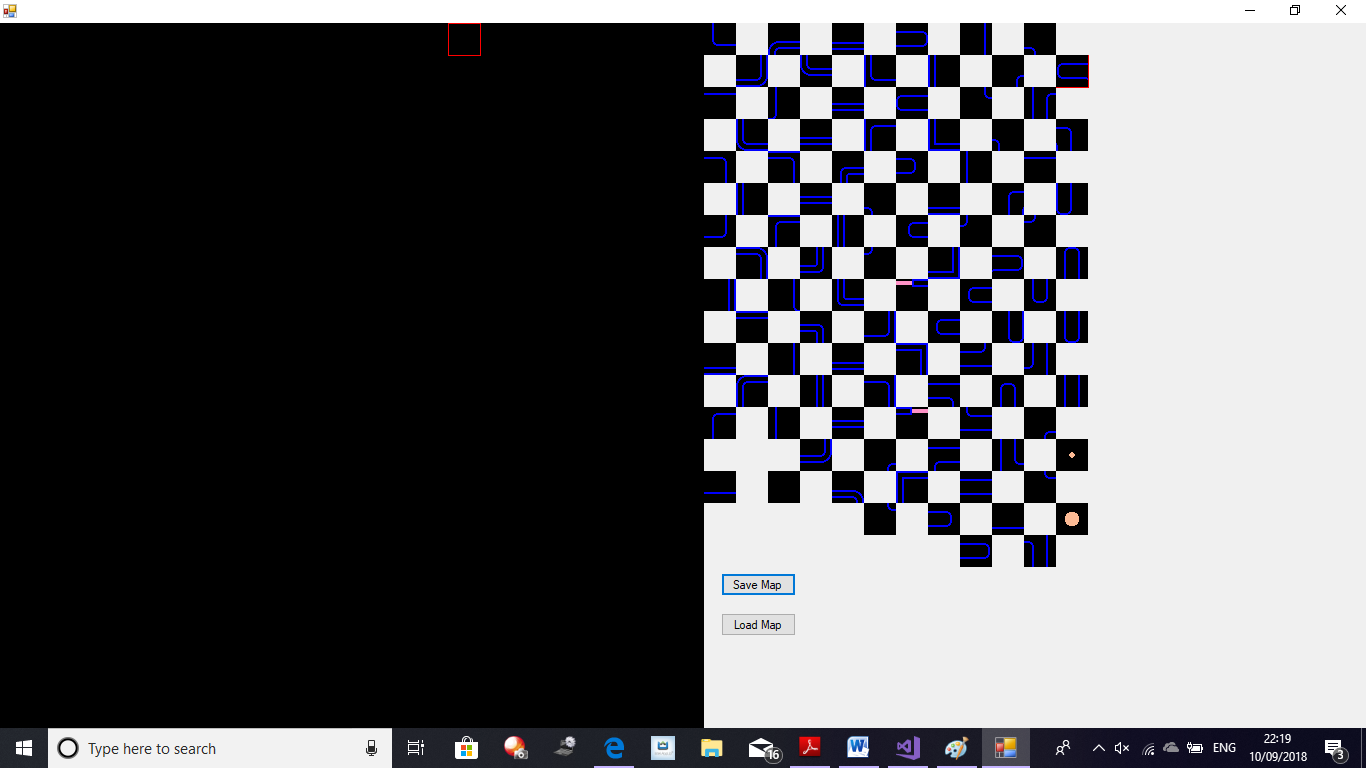 Save Map
Load Map
Type here to search
16
ENG
22:19
10/09/2018
3